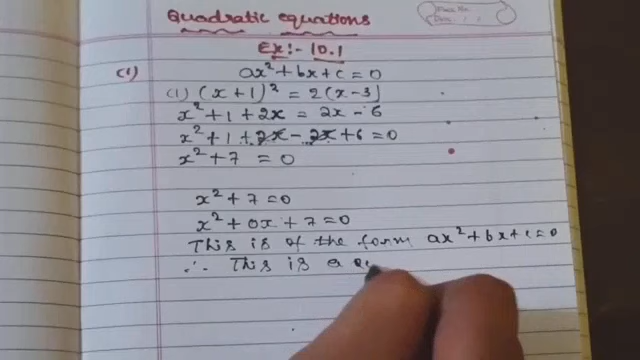 Quadratic equations
Ex:- 10.1
(1) ax² + bx + c = 0
(1) (x+1)² = 2(x-3)
x² + 1 + 2x = 2x - 6
x² + 1 + 2x - 2x + 6 = 0
x² + 7 = 0
x² + 7 = 0
x² + 0x + 7 = 0
This is of the form ax² + bx + c = 0
∴ This is a